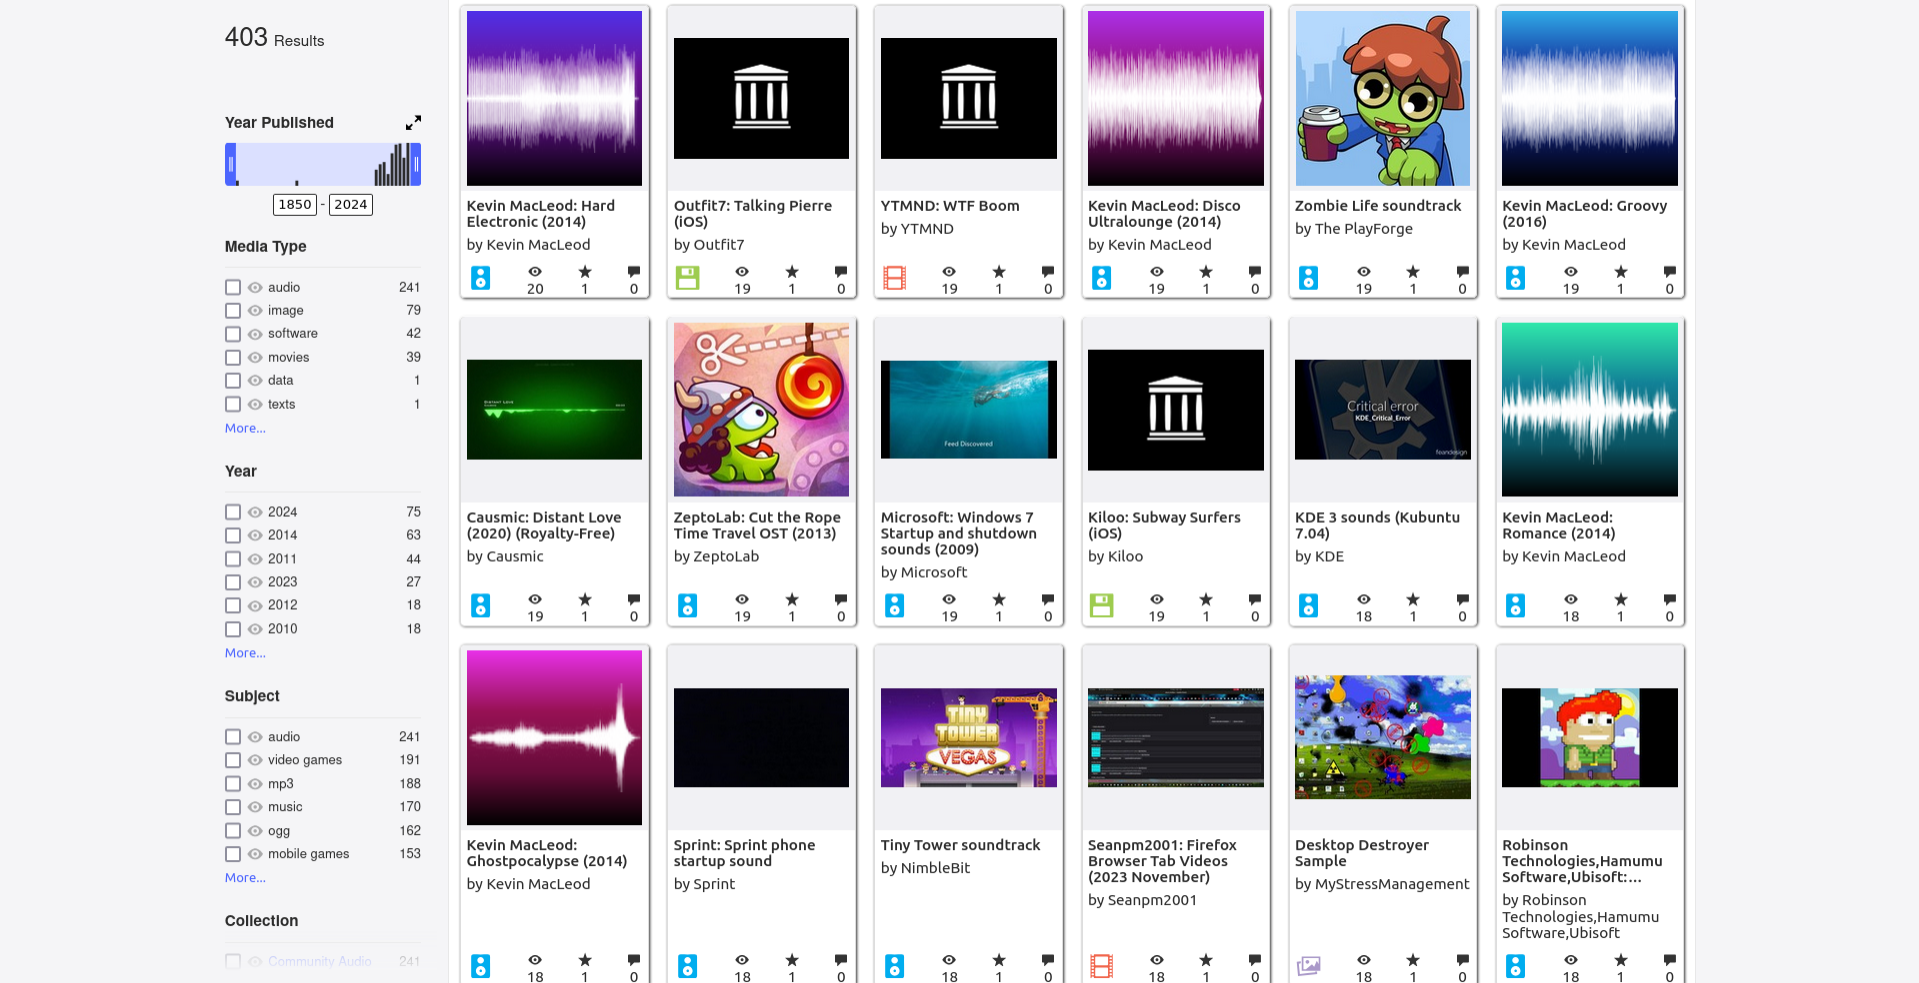 403 Results
Year Published
1850 - 2024
Media Type
audio 241
image 79
software 42
movies 39
data 1
texts 1
More...
Year
2024 75
2014 63
2011 44
2023 27
2012 18
2010 18
More...
Subject
audio 241
video games 191
mp3 188
music 170
ogg 162
mobile games 153
More...
Collection
Community Audio 241
Kevin MacLeod: Hard
Electronic (2014)
by Kevin MacLeod
20 1 0
Outfit7: Talking Pierre
(iOS)
by Outfit7
19 1 0
YTMND: WTF Boom
by YTMND
19 1 0
Kevin MacLeod: Disco
Ultralounge (2014)
by Kevin MacLeod
19 1 0
Zombie Life soundtrack
by The PlayForge
19 1 0
Kevin MacLeod: Groovy
(2016)
by Kevin MacLeod
19 1 0
DISTANT LOVE
Causmic: Distant Love
(2020) (Royalty-Free)
by Causmic
19 1 0
ZeptoLab: Cut the Rope
Time Travel OST (2013)
by ZeptoLab
19 1 0
Feed Discovered
Microsoft: Windows 7
Startup and shutdown
sounds (2009)
by Microsoft
19 1 0
Kiloo: Subway Surfers
(iOS)
by Kiloo
19 1 0
Critical error
KDE_Critical_Error
KDE 3 sounds (Kubuntu
7.04)
by KDE
18 1 0
Kevin MacLeod:
Romance (2014)
by Kevin MacLeod
18 1 0
Kevin MacLeod:
Ghostpocalypse (2014)
by Kevin MacLeod
18 1 0
Sprint: Sprint phone
startup sound
by Sprint
18 1 0
TINY
TOWER
VEGAS
Tiny Tower soundtrack
by NimbleBit
18 1 0
Seanpm2001: Firefox
Browser Tab Videos
(2023 November)
by Seanpm2001
18 1 0
Desktop Destroyer
Sample
by MyStressManagement
18 1 0
Robinson
Technologies,Hamumu
Software,Ubisoft:...
by Robinson
Technologies,Hamumu
Software,Ubisoft
18 1 0